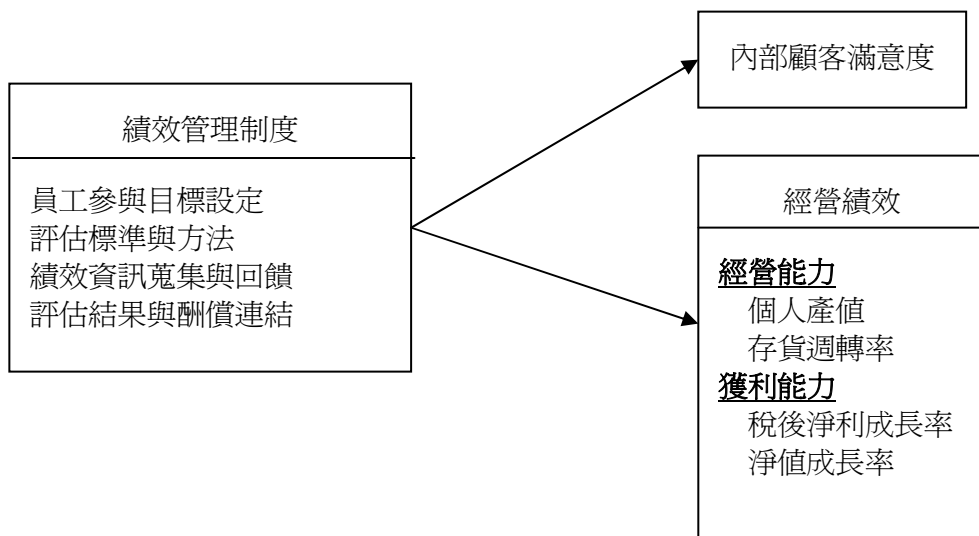 內部顧客滿意度
績效管理制度
員工參與目標設定
評估標準與方法
績效資訊蒐集與回饋
評估結果與酬償連結
經營績效
經營能力
個人產值
存貨週轉率
獲利能力
稅後淨利成長率
淨值成長率